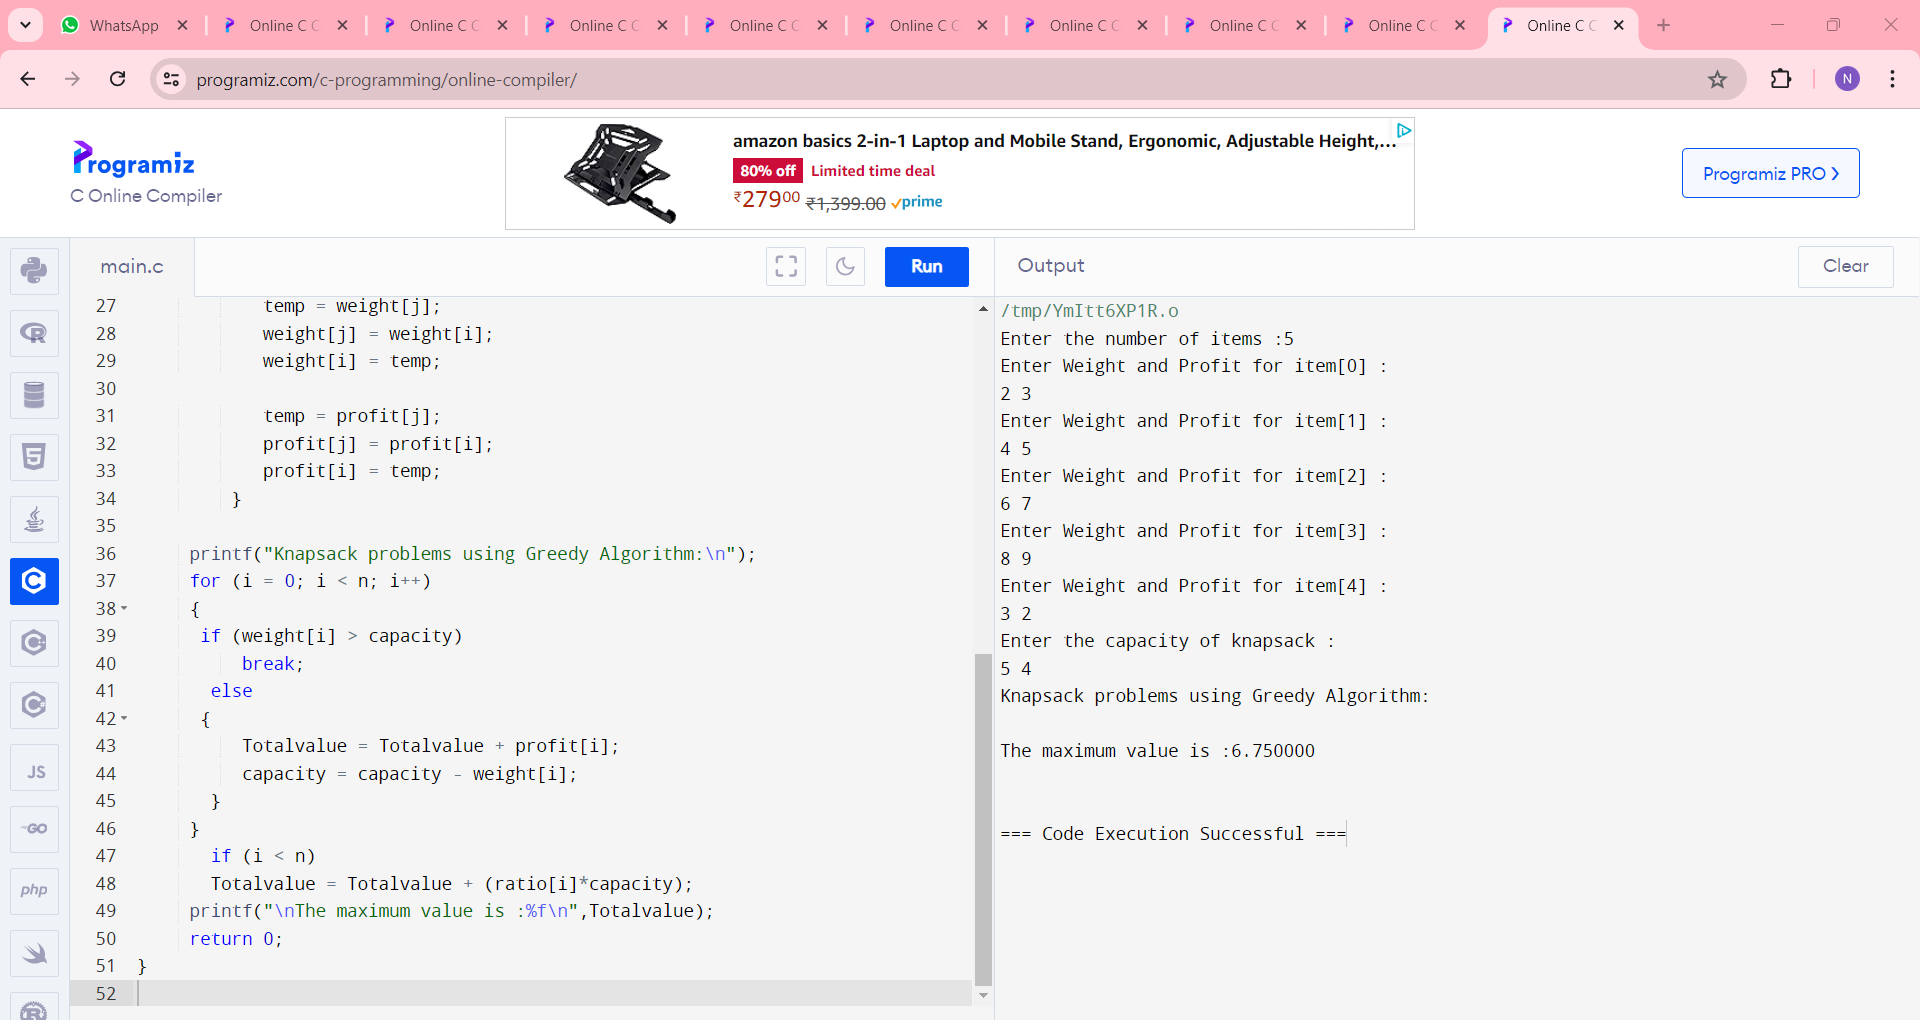 WhatsApp
Online C C
Online C C
Online C C
Online C C
Online C C
Online C C
Online C C
Online C C
Online C C
programiz.com/c-programming/online-compiler/
N
Programiz
C Online Compiler
amazon basics 2-in-1 Laptop and Mobile Stand, Ergonomic, Adjustable Height,...
80% off Limited time deal
₹279⁰⁰ ₹1,399.00 prime
Programiz PRO
main.c
Run
Output
Clear
JS
GO
php
27 temp = weight[j];
28 weight[j] = weight[i];
29 weight[i] = temp;
30
31 temp = profit[j];
32 profit[j] = profit[i];
33 profit[i] = temp;
34 }
35
36 printf("Knapsack problems using Greedy Algorithm:\n");
37 for (i = 0; i < n; i++)
38 {
39 if (weight[i] > capacity)
40 break;
41 else
42 {
43 Totalvalue = Totalvalue + profit[i];
44 capacity = capacity - weight[i];
45 }
46 }
47 if (i < n)
48 Totalvalue = Totalvalue + (ratio[i]*capacity);
49 printf("\nThe maximum value is :%f\n",Totalvalue);
50 return 0;
51 }
52
/tmp/YmItt6XP1R.o
Enter the number of items :5
Enter Weight and Profit for item[0] :
2 3
Enter Weight and Profit for item[1] :
4 5
Enter Weight and Profit for item[2] :
6 7
Enter Weight and Profit for item[3] :
8 9
Enter Weight and Profit for item[4] :
3 2
Enter the capacity of knapsack :
5 4
Knapsack problems using Greedy Algorithm:
The maximum value is :6.750000
=== Code Execution Successful ===